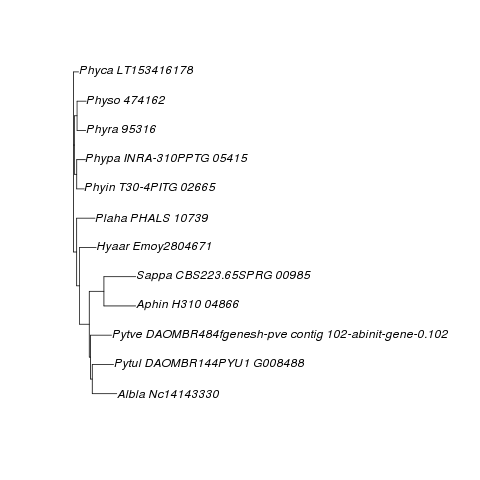 Phyca LT153416178
Physo 474162
Phyra 95316
Phypa INRA-310PPTG 05415
Phyin T30-4PITG 02665
Plaha PHALS 10739
Hyaar Emoy2804671
Sappa CBS223.65SPRG 00985
Aphin H310 04866
Pytve DAOMBR484fgenesh-pve contig 102-abinit-gene-0.102
Pytul DAOMBR144PYU1 G008488
Albla Nc14143330